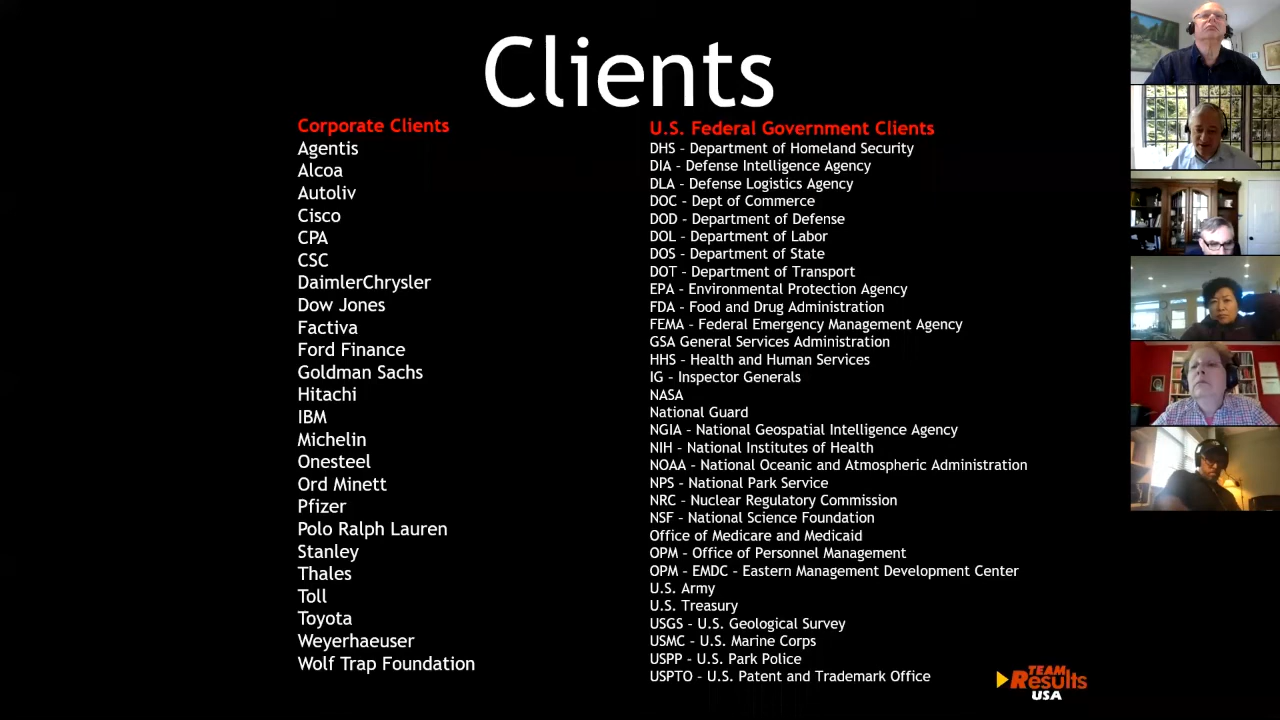 Clients
Corporate Clients
Agentis
Alcoa
Autoliv
Cisco
CPA
CSC
DaimlerChrysler
Dow Jones
Factiva
Ford Finance
Goldman Sachs
Hitachi
IBM
Michelin
Onesteel
Ord Minett
Pfizer
Polo Ralph Lauren
Stanley
Thales
Toll
Toyota
Weyerhaeuser
Wolf Trap Foundation
U.S. Federal Government Clients
DHS - Department of Homeland Security
DIA - Defense Intelligence Agency
DLA - Defense Logistics Agency
DOC - Dept of Commerce
DOD - Department of Defense
DOL - Department of Labor
DOS - Department of State
DOT - Department of Transport
EPA - Environmental Protection Agency
FDA - Food and Drug Administration
FEMA - Federal Emergency Management Agency
GSA General Services Administration
HHS - Health and Human Services
IG - Inspector Generals
NASA
National Guard
NGIA - National Geospatial Intelligence Agency
NIH - National Institutes of Health
NOAA - National Oceanic and Atmospheric Administration
NPS - National Park Service
NRC - Nuclear Regulatory Commission
NSF - National Science Foundation
Office of Medicare and Medicaid
OPM - Office of Personnel Management
OPM - EMDC - Eastern Management Development Center
U.S. Army
U.S. Treasury
USGS - U.S. Geological Survey
USMC - U.S. Marine Corps
USPP - U.S. Park Police
USPTO - U.S. Patent and Trademark Office
TEAM
Results
USA